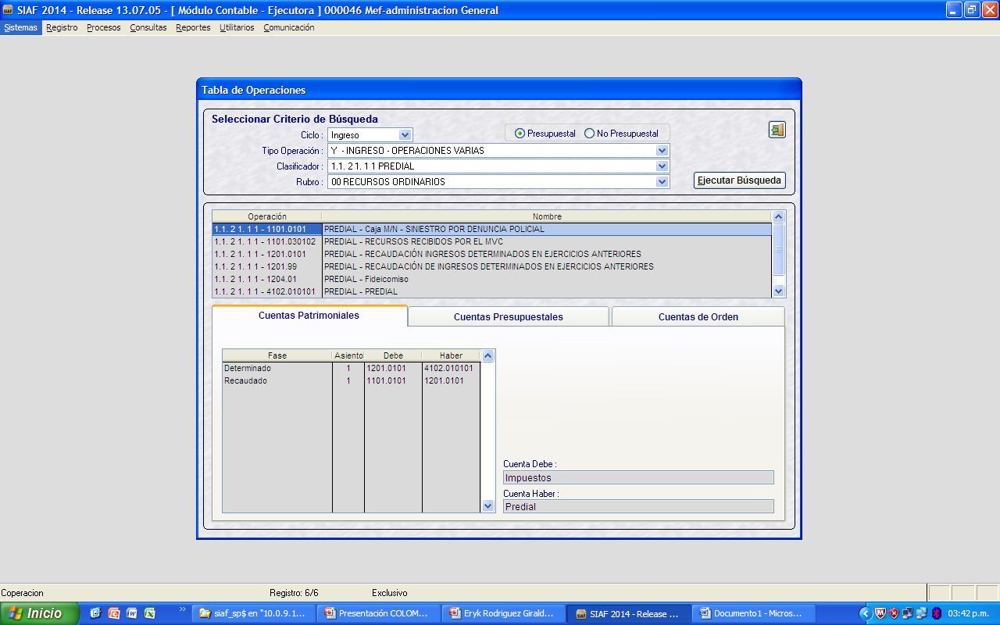 SIAF 2014 - Release 13.07.05 - [ Módulo Contable - Ejecutora ] 000046 Mef-administracion General
Sistemas Registro Procesos Consultas Reportes Utilitarios Comunicación
Tabla de Operaciones
Seleccionar Criterio de Búsqueda
Ciclo : Ingreso Presupuestal No Presupuestal
Tipo Operación : Y - INGRESO - OPERACIONES VARIAS
Clasificador : 1.1. 2 1. 1 1 PREDIAL
Rubro : 00 RECURSOS ORDINARIOS Ejecutar Búsqueda
Operación Nombre
1.1. 2 1. 1 1 - 1101.0101 PREDIAL - Caja M/N - SINIESTRO POR DENUNCIA POLICIAL
1.1. 2 1. 1 1 - 1101.030102 PREDIAL - RECURSOS RECIBIDOS POR EL MVC
1.1. 2 1. 1 1 - 1201.0101 PREDIAL - RECAUDACIÓN INGRESOS DETERMINADOS EN EJERCICIOS ANTERIORES
1.1. 2 1. 1 1 - 1201.99 PREDIAL - RECAUDACIÓN DE INGRESOS DETERMINADOS EN EJERCICIOS ANTERIORES
1.1. 2 1. 1 1 - 1204.01 PREDIAL - Fideicomiso
1.1. 2 1. 1 1 - 4102.010101 PREDIAL - PREDIAL
Cuentas Patrimoniales Cuentas Presupuestales Cuentas de Orden
Fase Asiento Debe Haber
Determinado 1 1201.0101 4102.010101
Recaudado 1 1101.0101 1201.0101
Cuenta Debe :
Impuestos
Cuenta Haber :
Predial
Coperacion Registro: 6/6 Exclusivo
Inicio siaf_sp$ en "10.0.9.1... Presentación COLOM... Eryk Rodriguez Girald... SIAF 2014 - Release ... Documento1 - Micros... 03:42 p.m.